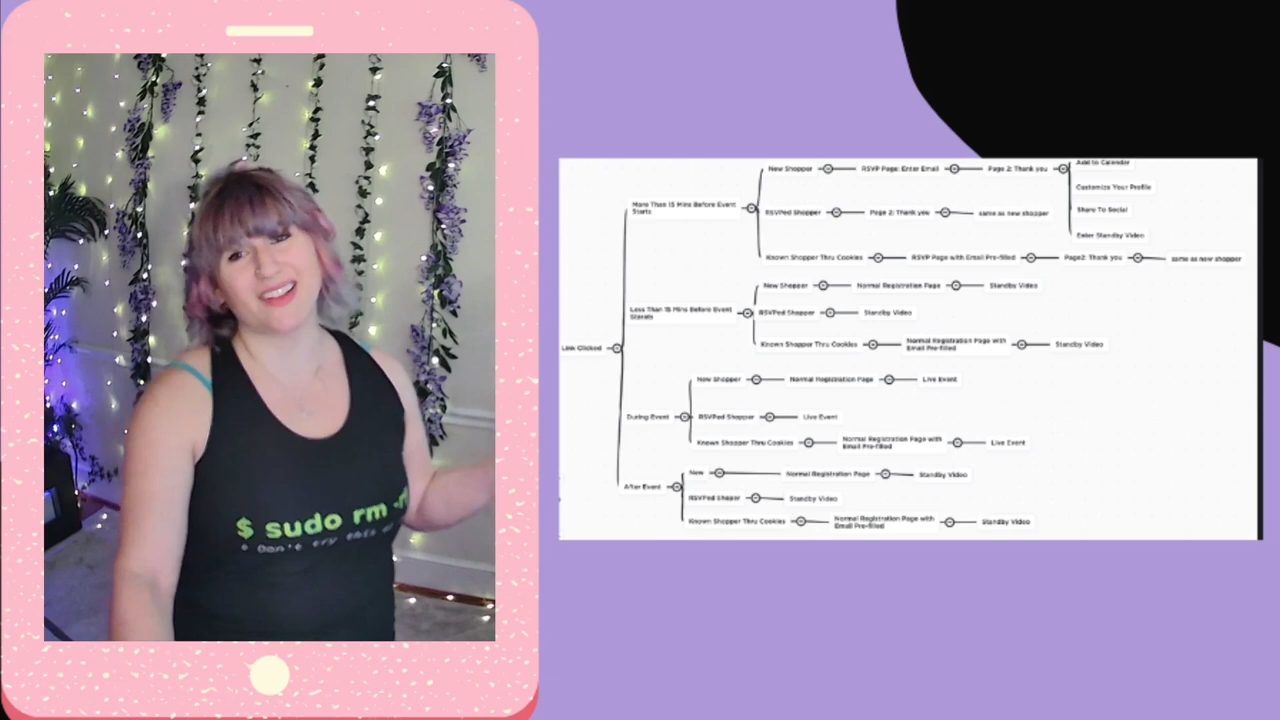 $ sudo rm -r
* Don't try this
Add to Calendar
New Shopper
RSVP Page: Enter Email
Page 2: Thank you
Customize Your Profile
More Than 15 Mins Before Event
Starts
Share To Social
RSVPed Shopper
Page 2: Thank you
same as new shopper
Enter Standby Video
Known Shopper Thru Cookies
RSVP Page with Email Pre-filled
Page2: Thank you
same as new shopper
New Shopper
Normal Registration Page
Standby Video
Less Than 15 Mins Before Event
RSVPed Shopper
Standby Video
Known Shopper Thru Cookies
Normal Registration Page With
Email Pre-filled
Standby Video
Link Clicked
New Shopper
Normal Registration Page
Live Event
During Event
RSVPed Shopper
Live Event
Known Shopper Thru Cookies
Normal Registration Page with
Email Pre-filled
Live Event
New
Normal Registration Page
Standby Video
After Event
RSVPed
Standby Video
Known Shopper Thru Cookies
Normal Registration Page with
Email Pre-filled
Standby Video